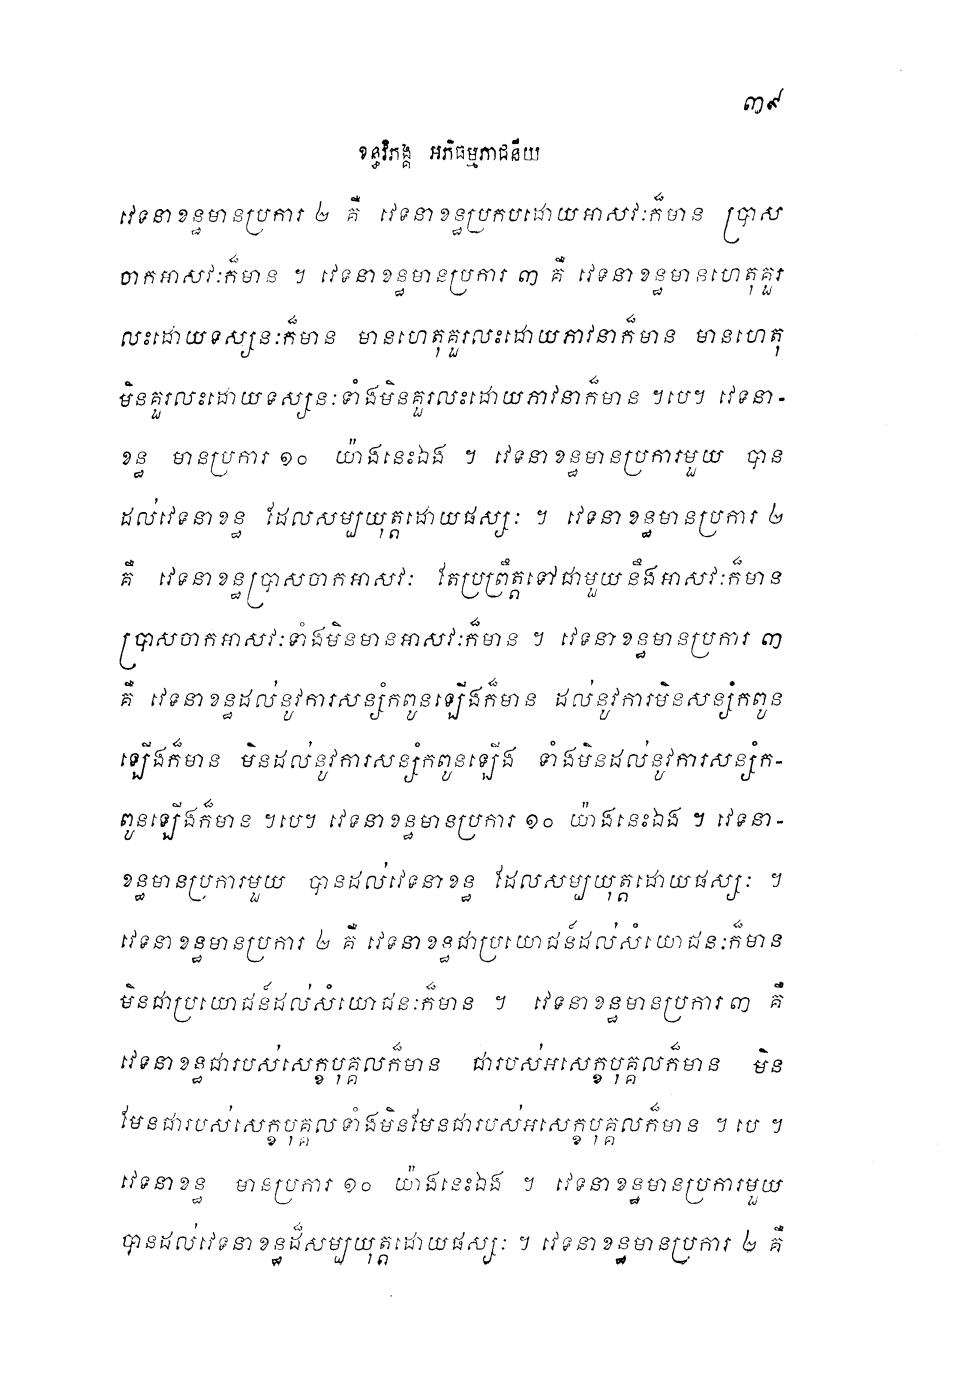 ៣៩
ខន្ធវិភង្គ អភិធម្មភាជនីយ
វេទនាខន្ធមានប្រការ ២ គឺ វេទនាខន្ធប្រកបដោយអាសវៈក៏មាន ប្រាស
ចាកអាសវៈក៏មាន ។ វេទនាខន្ធមានប្រការ ៣ គឺ វេទនាខន្ធមានហេតុគួរ
លះដោយទស្សនៈក៏មាន មានហេតុគួរលះដោយភាវនាក៏មាន មានហេតុ
មិនគួរលះដោយទស្សនៈទាំងមិនគួរលះដោយភាវនាក៏មាន ។បេ។ វេទនា-
ខន្ធ មានប្រការ ១០ យ៉ាងនេះឯង ។ វេទនាខន្ធមានប្រការមួយ បាន
ដល់វេទនាខន្ធ ដែលសម្បយុត្តដោយផស្សៈ ។ វេទនាខន្ធមានប្រការ ២
គឺ វេទនាខន្ធប្រាសចាកអាសវៈ តែប្រព្រឹត្តទៅជាមួយនឹងអាសវៈក៏មាន
ប្រាសចាកអាសវៈទាំងមិនមានអាសវៈក៏មាន ។ វេទនាខន្ធមានប្រការ ៣
គឺ វេទនាខន្ធដល់នូវការសន្សំកពូនឡើងក៏មាន ដល់នូវការមិនសន្សំកពូន
ឡើងក៏មាន មិនដល់នូវការសន្សំកពូនឡើង ទាំងមិនដល់នូវការសន្សំក-
ពូនឡើងក៏មាន ។បេ។ វេទនាខន្ធមានប្រការ ១០ យ៉ាងនេះឯង ។ វេទនា-
ខន្ធមានប្រការមួយ បានដល់វេទនាខន្ធ ដែលសម្បយុត្តដោយផស្សៈ ។
វេទនាខន្ធមានប្រការ ២ គឺ វេទនាខន្ធជាប្រយោជន៍ដល់សំយោជនៈក៏មាន
មិនជាប្រយោជន៍ដល់សំយោជនៈក៏មាន ។ វេទនាខន្ធមានប្រការ៣ គឺ
វេទនាខន្ធជារបស់សេក្ខបុគ្គលក៏មាន ជារបស់អសេក្ខបុគ្គលក៏មាន មិន
មែនជារបស់សេក្ខបុគ្គលទាំងមិនមែនជារបស់អសេក្ខបុគ្គលក៏មាន ។ បេ ។
វេទនាខន្ធ មានប្រការ ១០ យ៉ាងនេះឯង ។ វេទនាខន្ធមានប្រការមួយ
បានដល់វេទនាខន្ធដ៏សម្បយុត្តដោយផស្សៈ ។ វេទនាខន្ធមានប្រការ ២ គឺ